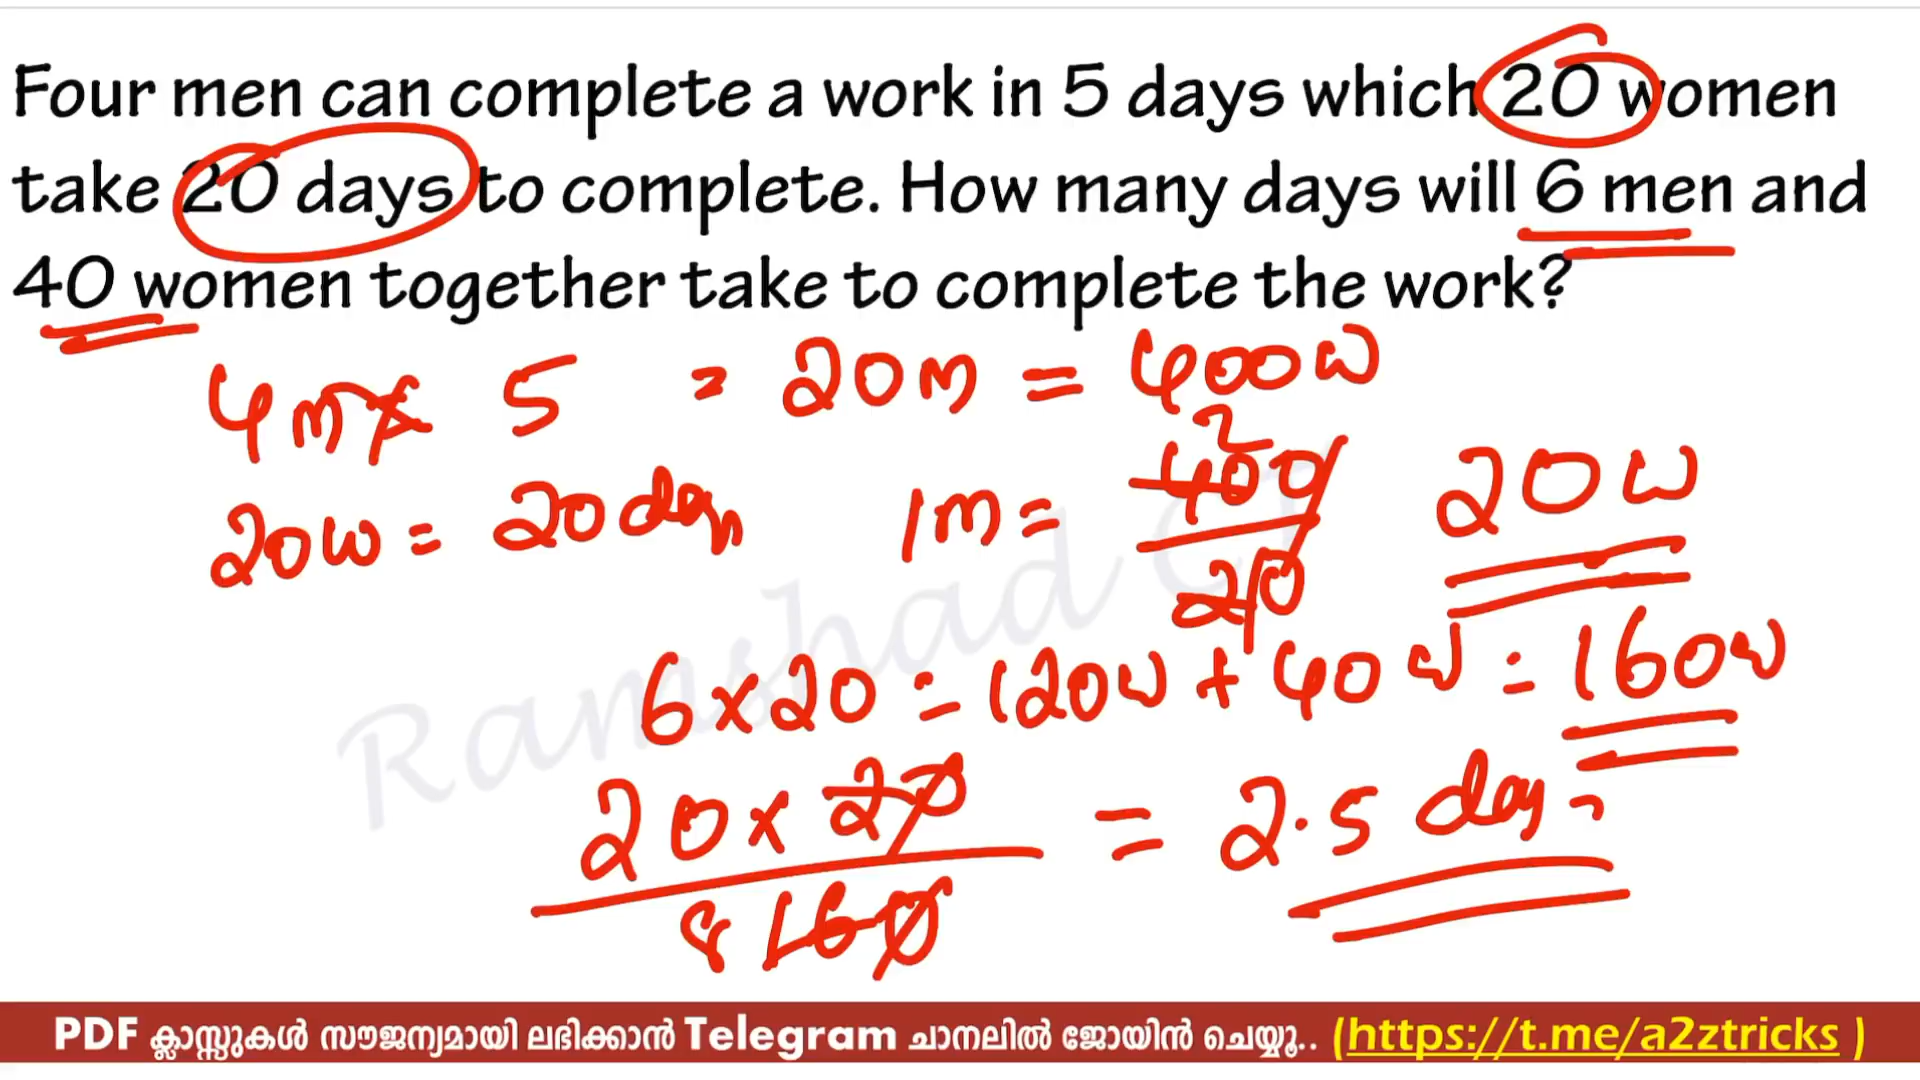 Four men can complete a work in 5 days which 20 women
take 20 days to complete. How many days will 6 men and
40 women together take to complete the work?
4m × 5 = 20m = 400w
20w = 20 days 1m = 400/20 2 20w
6×20 = 120w + 40w = 160w
20 × 20 / 160 8 = 2.5 days
Ramshad
PDF ക്ലാസ്സുകൾ സൗജന്യമായി ലഭിക്കാൻ Telegram ചാനലിൽ ജോയിൻ ചെയ്യൂ.. (https://t.me/a2ztricks )